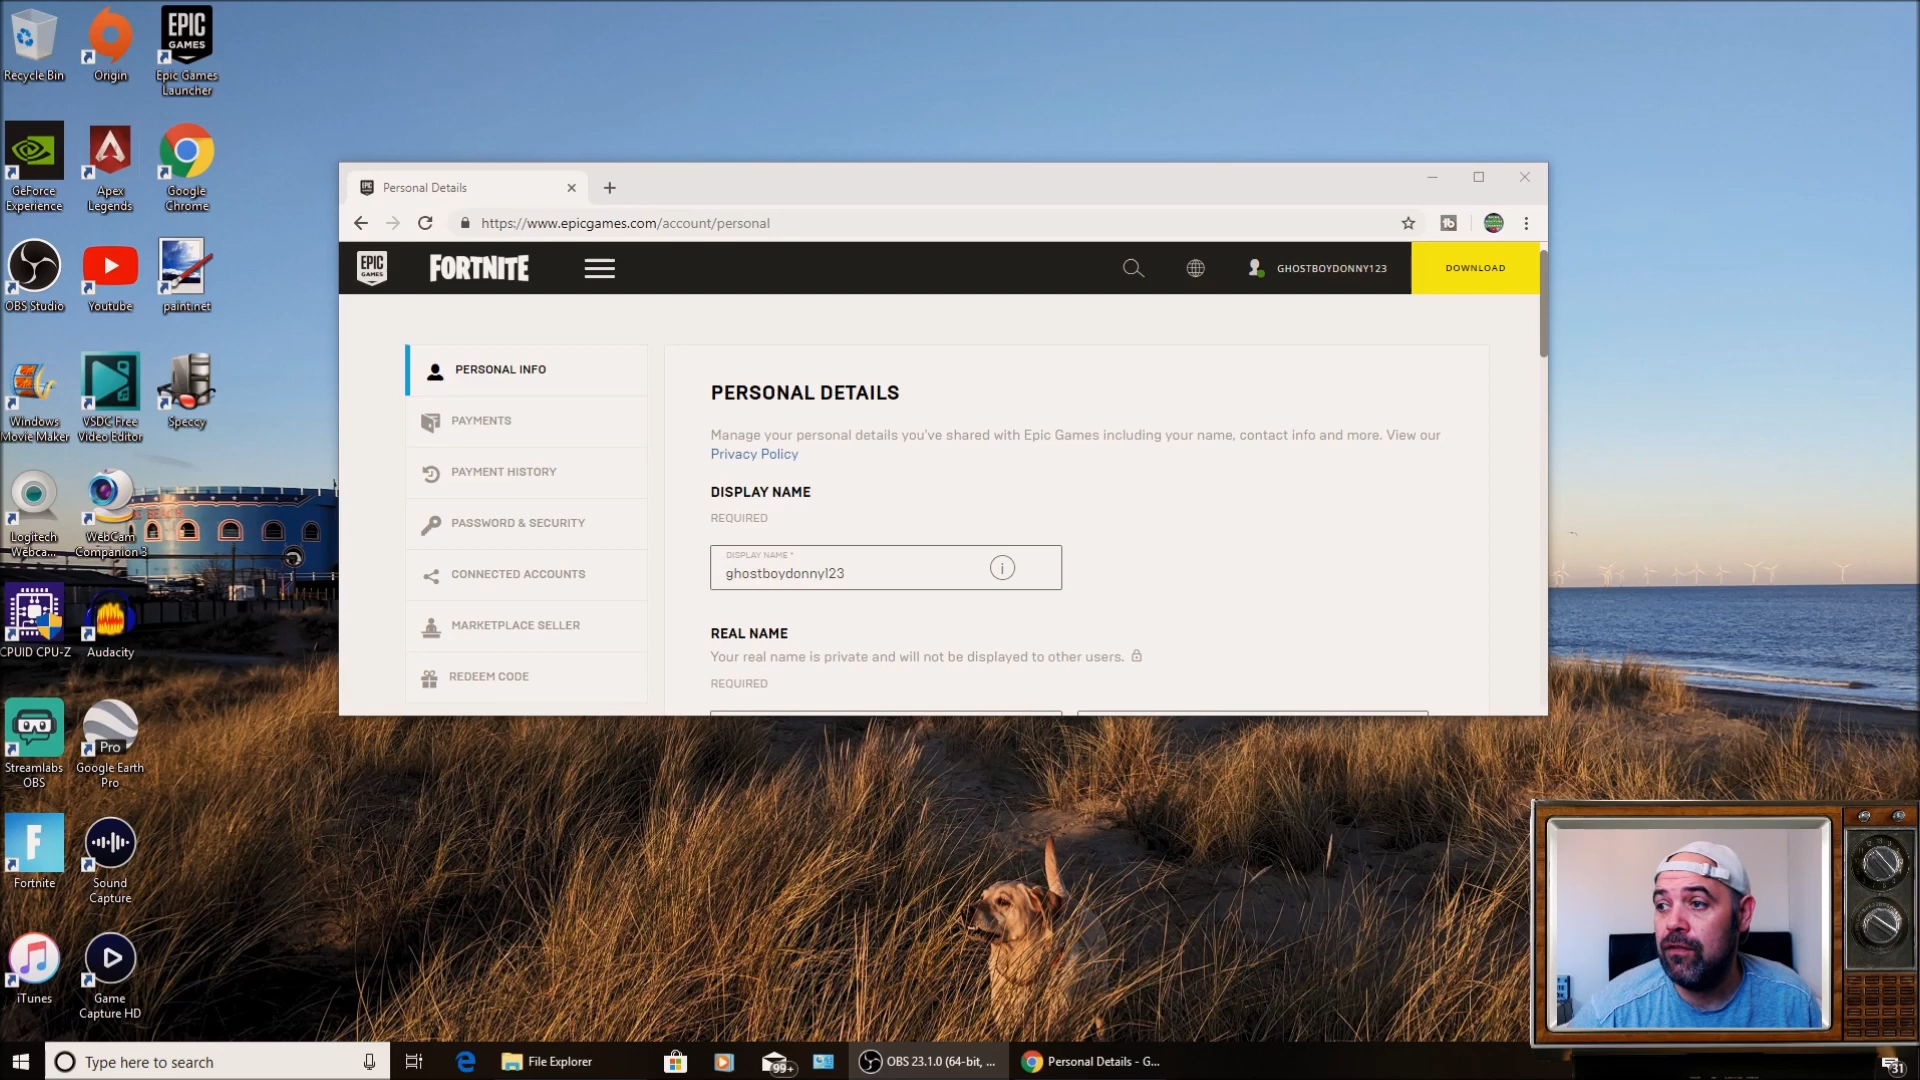 Recycle Bin
Origin
EPIC
GAMES
Epic Games
Launcher
GeForce
Experience
Apex
Legends
Google
Chrome
OBS Studio
Youtube
paint.net
Windows
Movie Maker
VSDC Free
Video Editor
Speccy
Logitech
Webca...
WebCam
Companion 3
CPUID CPU-Z
Audacity
Streamlabs
OBS
Pro
Google Earth
Pro
F
Fortnite
Sound
Capture
iTunes
Game
Capture HD
Personal Details
https://www.epicgames.com/account/personal
tb
EPIC
GAMES
FORTNITE
GHOSTBOYDONNY123
DOWNLOAD
PERSONAL INFO
PAYMENTS
PAYMENT HISTORY
PASSWORD & SECURITY
CONNECTED ACCOUNTS
MARKETPLACE SELLER
REDEEM CODE
PERSONAL DETAILS
Manage your personal details you've shared with Epic Games including your name, contact info and more. View our
Privacy Policy
DISPLAY NAME
REQUIRED
DISPLAY NAME *
ghostboydonny123
REAL NAME
Your real name is private and will not be displayed to other users.
REQUIRED
Type here to search
File Explorer
99+
OBS 23.1.0 (64-bit, ...
Personal Details - G...
31